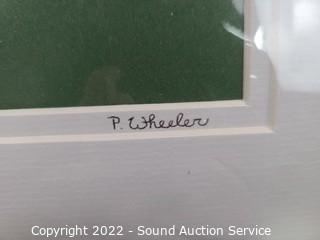 P. Wheeler
Copyright 2022 - Sound Auction Service